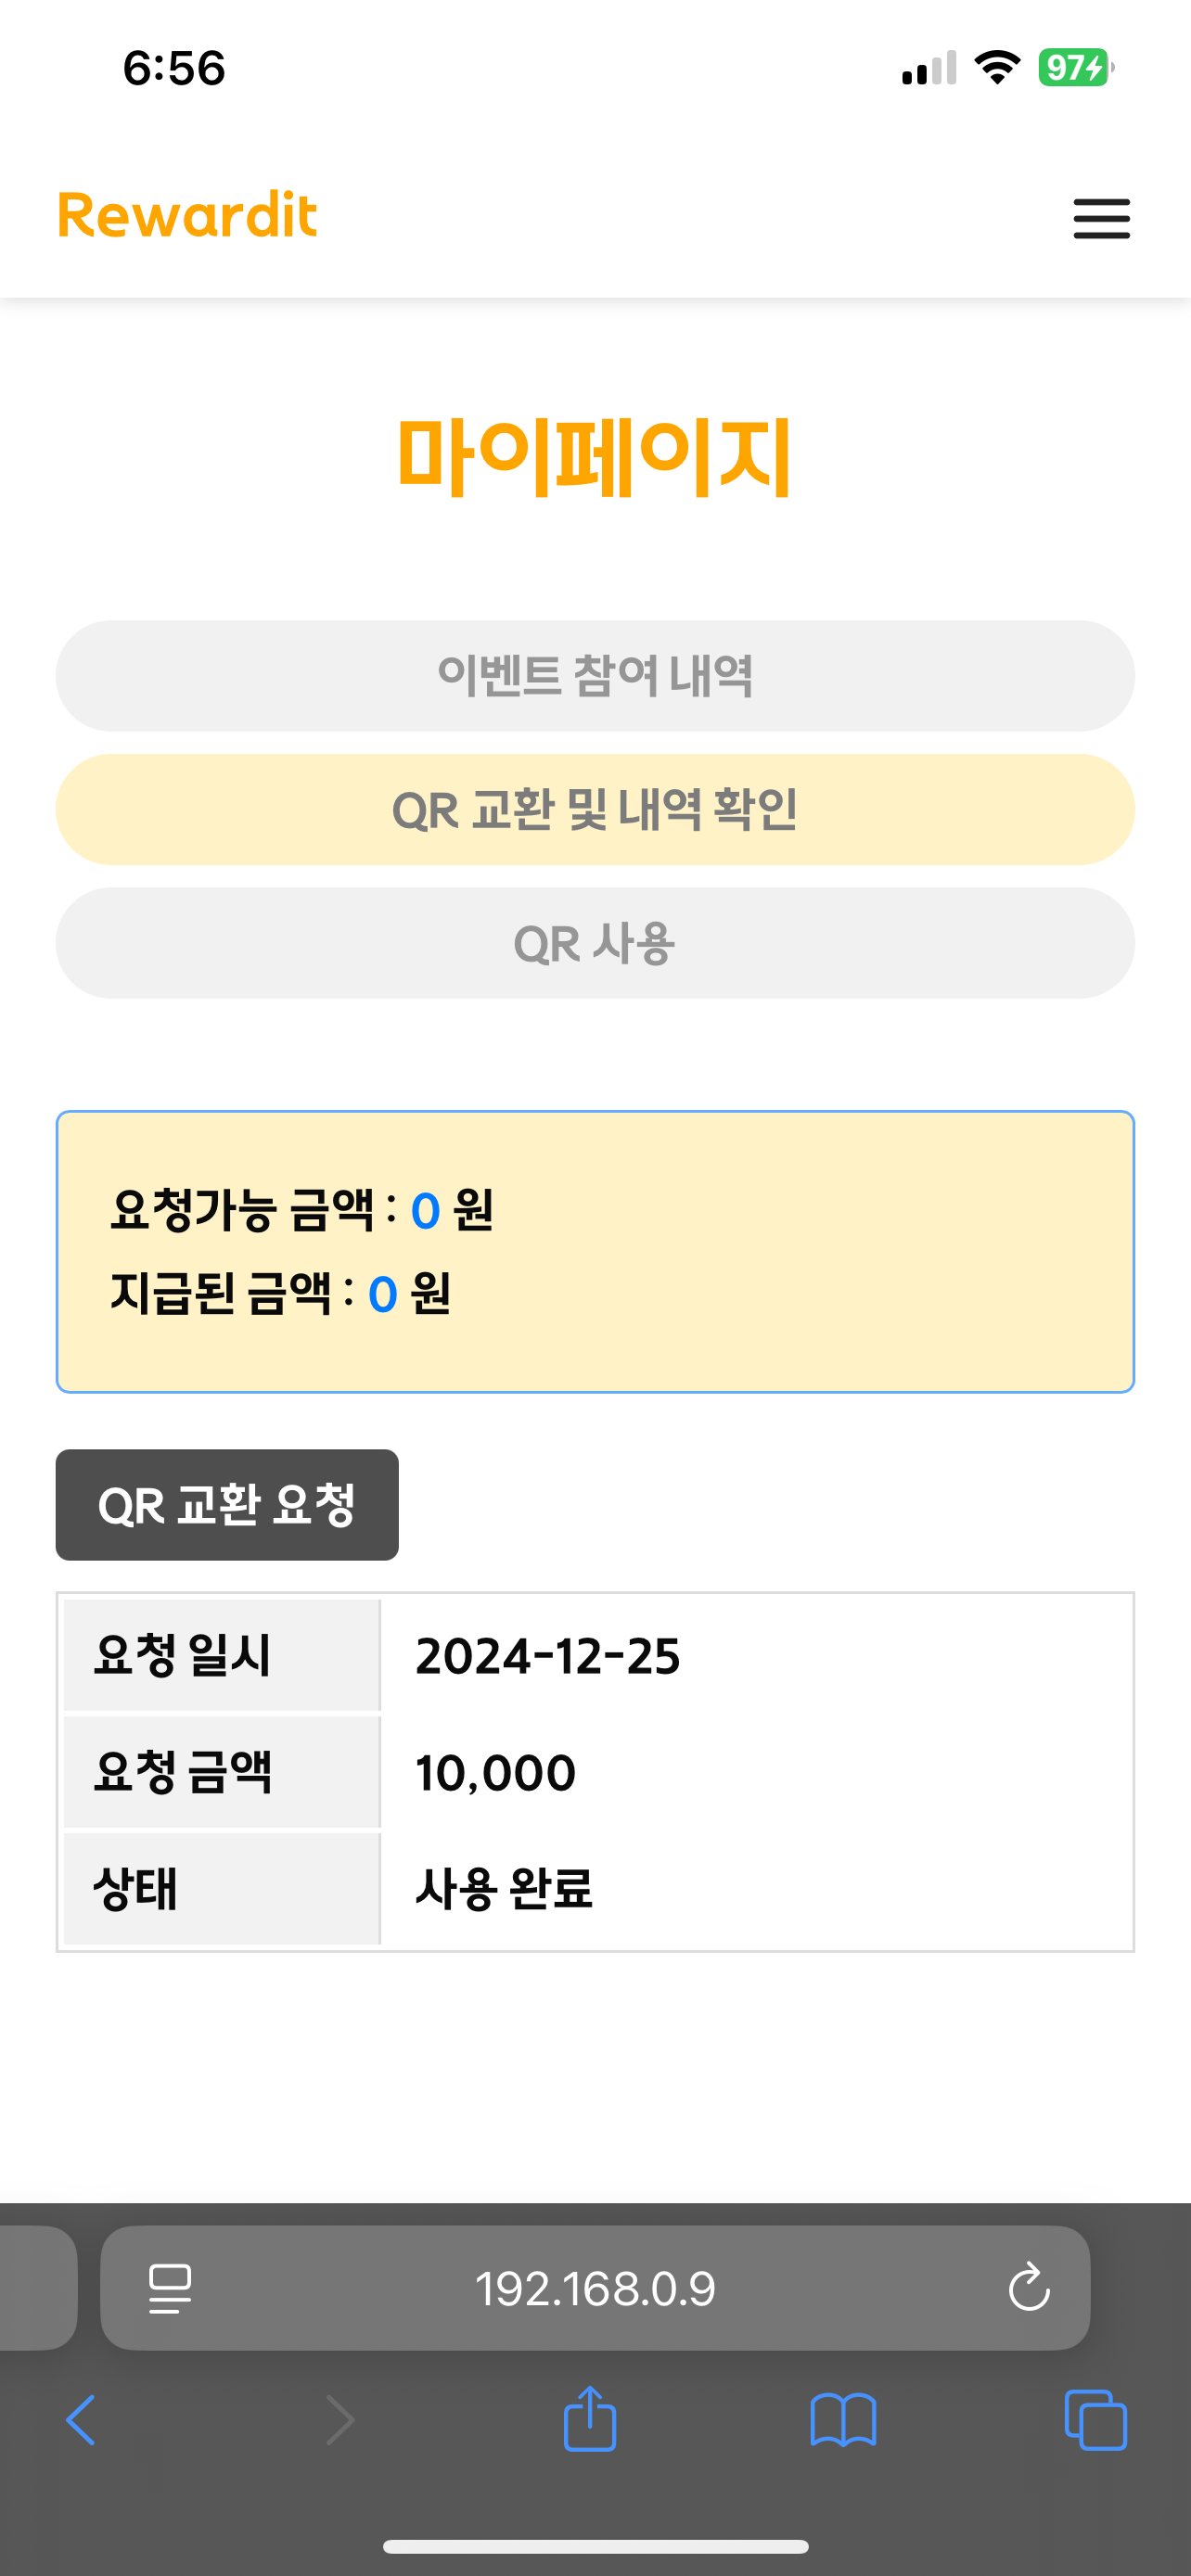 6:56
97
Rewardit
마이페이지
이벤트 참여 내역
QR 교환 및 내역 확인
QR 사용
요청가능 금액 : 0 원
지급된 금액 : 0 원
QR 교환 요청
요청 일시 2024-12-25
요청 금액 10,000
상태 사용 완료
192.168.0.9